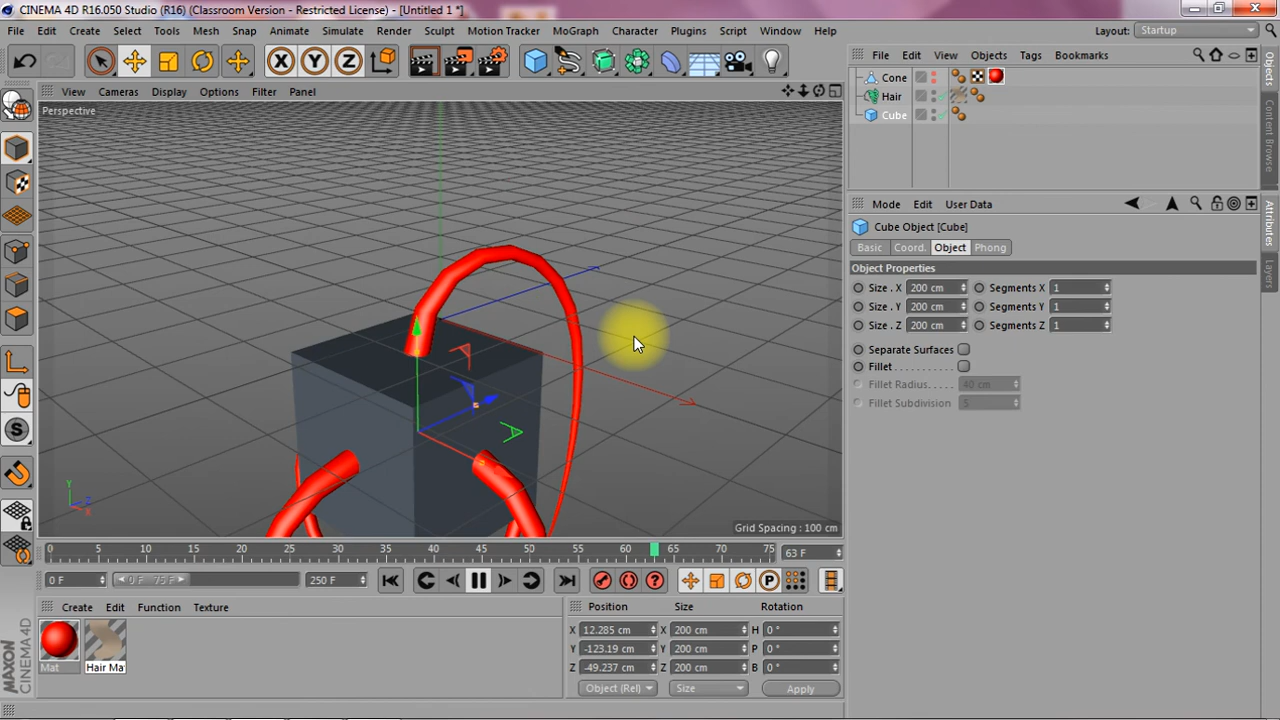 CINEMA 4D R16.050 Studio (R16) (Classroom Version - Restricted License) - [Untitled 1 *]
File Edit Create Select Tools Mesh Snap Animate Simulate Render Sculpt Motion Tracker MoGraph Character Plugins Script Window Help Layout: Startup
X Y Z
File Edit View Objects Tags Bookmarks
View Cameras Display Options Filter Panel
Perspective
Cone
Hair
Cube
Mode Edit User Data
Cube Object [Cube]
Basic Coord. Object Phong
Object Properties
Size . X 200 cm Segments X 1
Size . Y 200 cm Segments Y 1
Size . Z 200 cm Segments Z 1
Separate Surfaces
Fillet
Fillet Radius 40 cm
Fillet Subdivision 5
Objects
Content Browse
Attributes
Layers
Y
Z
X
Grid Spacing : 100 cm
0 5 10 15 20 25 30 35 40 45 50 55 60 65 70 75 63 F
0 F 0 F 75 F 250 F
P
Create Edit Function Texture
Mat
Hair Ma
Position Size Rotation
X 12.285 cm X 200 cm H 0 °
Y -123.19 cm Y 200 cm P 0 °
Z -49.237 cm Z 200 cm B 0 °
Object (Rel) Size Apply
MAXON
CINEMA 4D